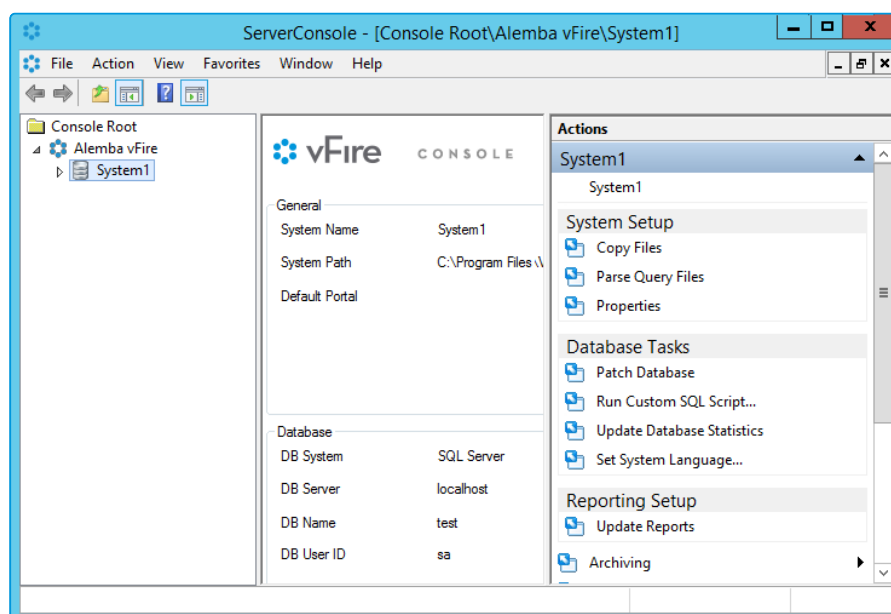 ServerConsole - [Console Root\Alemba vFire\System1]
File Action View Favorites Window Help
Console Root
Alemba vFire
System1
vFire CONSOLE
General
System Name System1
System Path C:\Program Files\V
Default Portal
Database
DB System SQL Server
DB Server localhost
DB Name test
DB User ID sa
Actions
System1
System1
System Setup
Copy Files
Parse Query Files
Properties
Database Tasks
Patch Database
Run Custom SQL Script...
Update Database Statistics
Set System Language...
Reporting Setup
Update Reports
Archiving